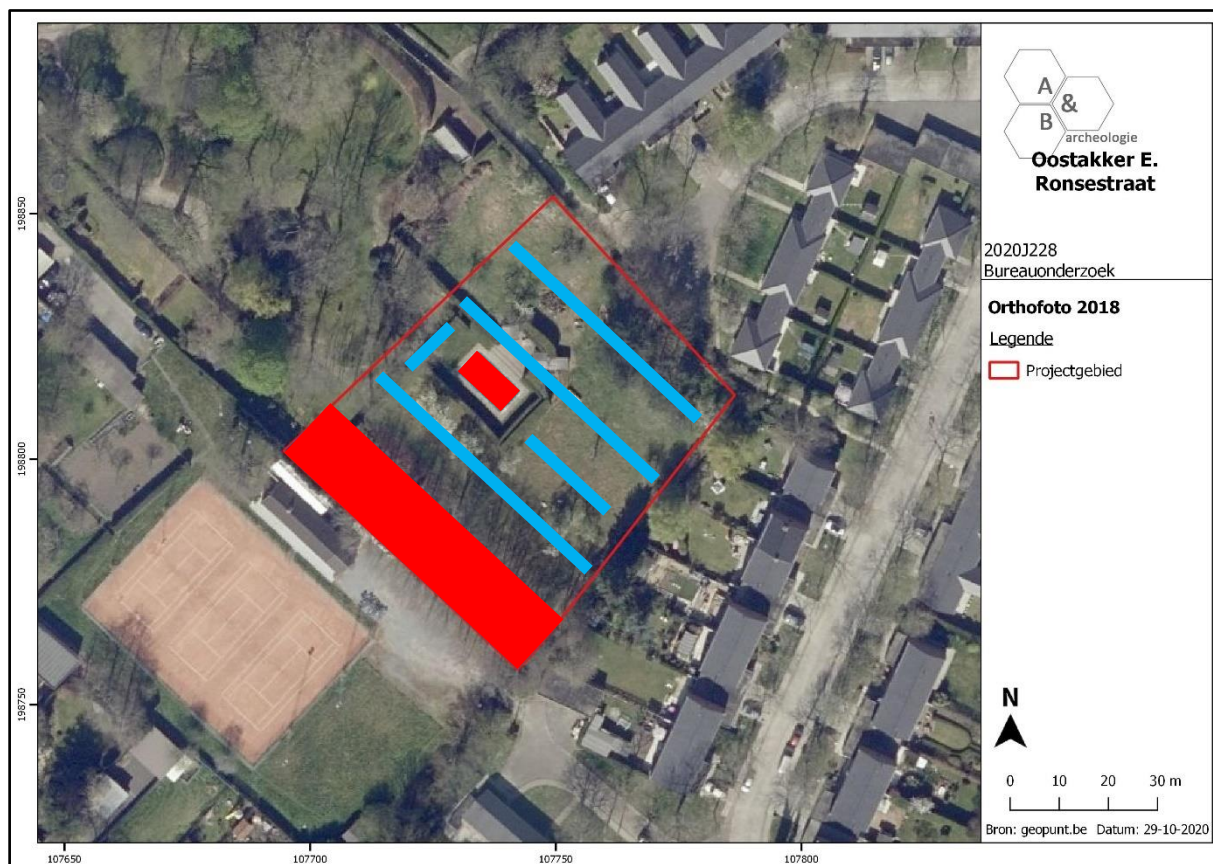 A
&
B
archeologie
Oostakker E.
Ronsestraat
2020J228
Bureauonderzoek
Orthofoto 2018
Legende
Projectgebied
N
0 10 20 30 m
Bron: geopunt.be Datum: 29-10-2020
198850
198800
198750
107650 107700 107750 107800